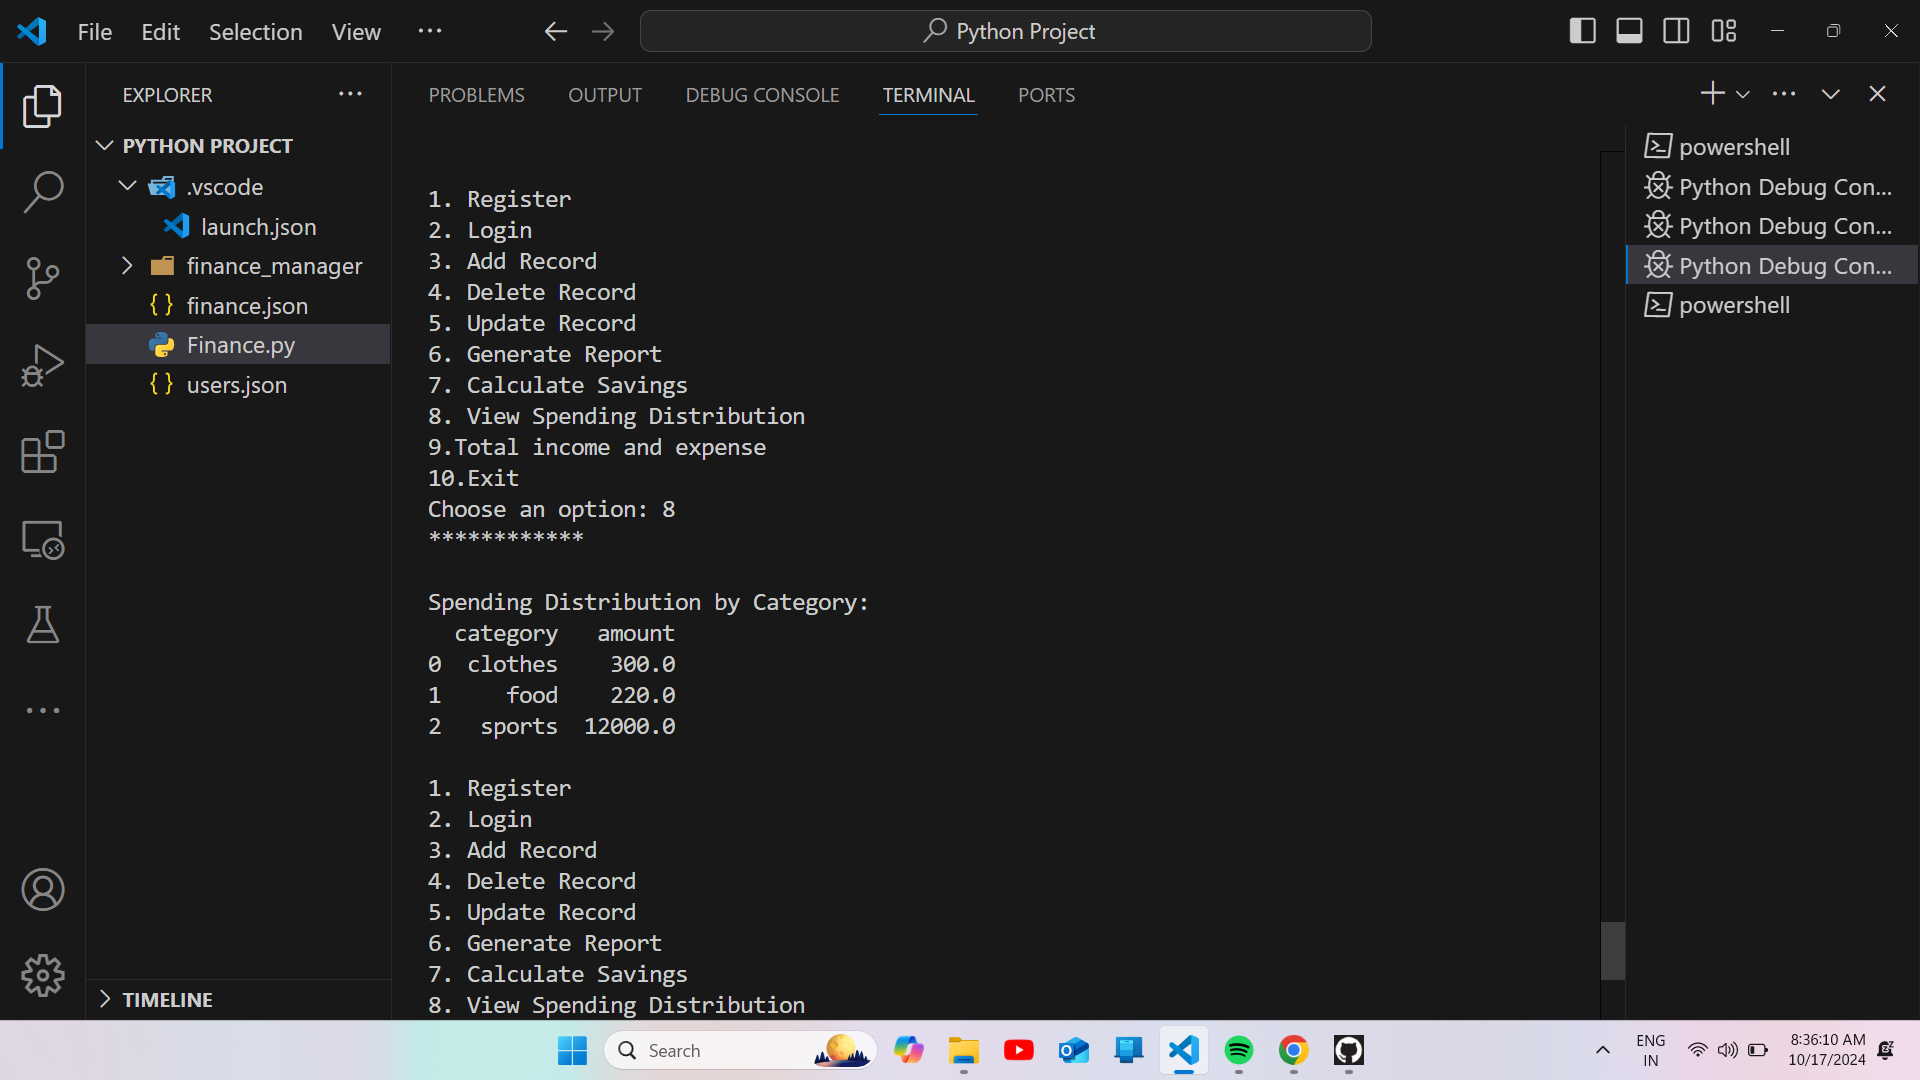 File Edit Selection View ··· Python Project
EXPLORER ···
PYTHON PROJECT
.vscode
launch.json
finance_manager
{} finance.json
Finance.py
{} users.json
TIMELINE
PROBLEMS OUTPUT DEBUG CONSOLE TERMINAL PORTS
1. Register
2. Login
3. Add Record
4. Delete Record
5. Update Record
6. Generate Report
7. Calculate Savings
8. View Spending Distribution
9.Total income and expense
10.Exit
Choose an option: 8
************
Spending Distribution by Category:
category amount
0 clothes 300.0
1 food 220.0
2 sports 12000.0
1. Register
2. Login
3. Add Record
4. Delete Record
5. Update Record
6. Generate Report
7. Calculate Savings
8. View Spending Distribution
powershell
Python Debug Con...
Python Debug Con...
Python Debug Con...
powershell
Search
ENG
IN
8:36:10 AM
10/17/2024